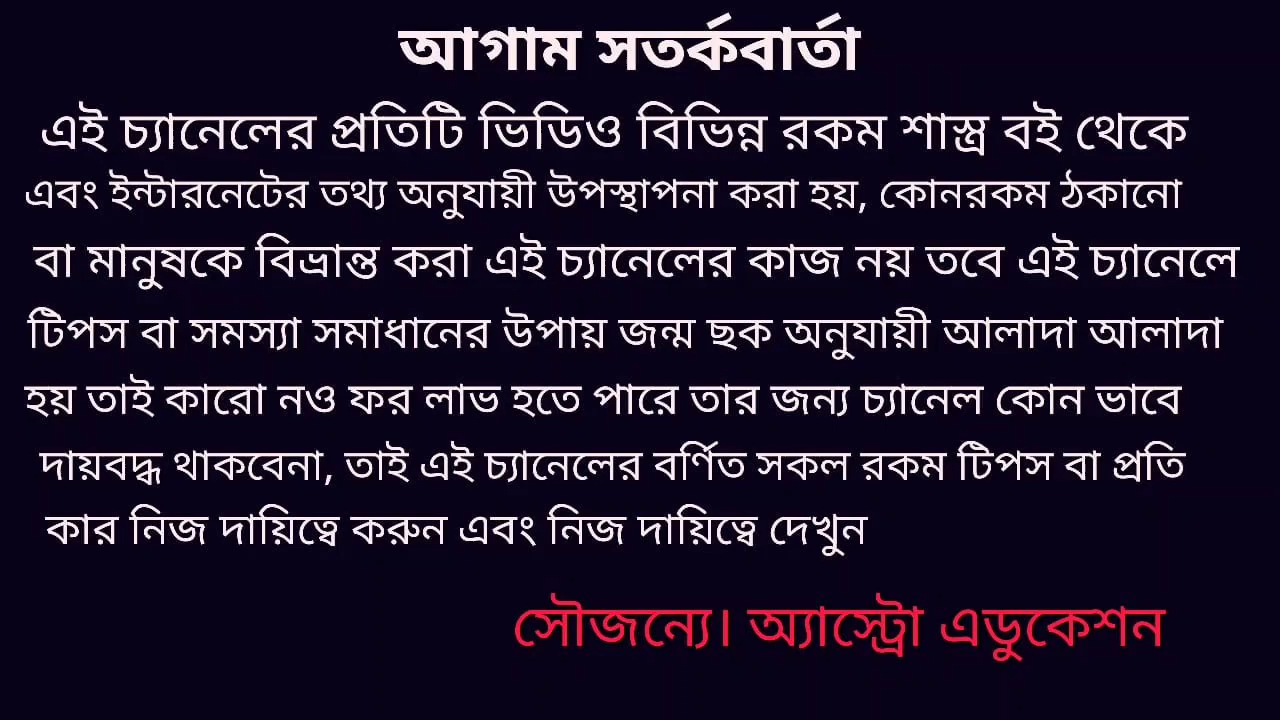 আগাম সতর্কবার্তা
এই চ্যানেলের প্রতিটি ভিডিও বিভিন্ন রকম শাস্ত্র বই থেকে
এবং ইন্টারনেটের তথ্য অনুযায়ী উপস্থাপনা করা হয়, কোনরকম ঠকানো
বা মানুষকে বিভ্রান্ত করা এই চ্যানেলের কাজ নয় তবে এই চ্যানেলে
টিপস বা সমস্যা সমাধানের উপায় জন্ম ছক অনুযায়ী আলাদা আলাদা
হয় তাই কারো নও ফর লাভ হতে পারে তার জন্য চ্যানেল কোন ভাবে
দায়বদ্ধ থাকবেনা, তাই এই চ্যানেলের বর্ণিত সকল রকম টিপস বা প্রতি
কার নিজ দায়িত্বে করুন এবং নিজ দায়িত্বে দেখুন
সৌজন্যে। অ্যাস্ট্রো এডুকেশন